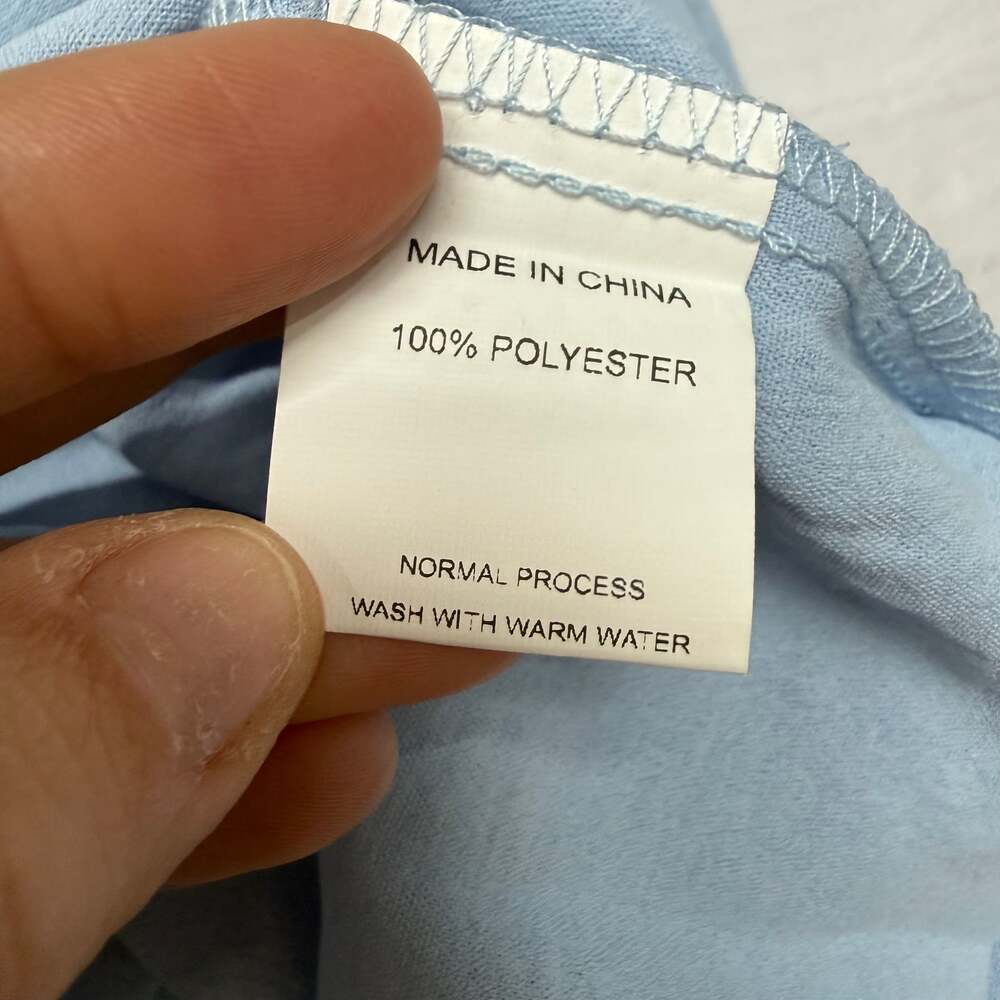 MADE IN CHINA
100% POLYESTER
NORMAL PROCESS
WASH WITH WARM WATER